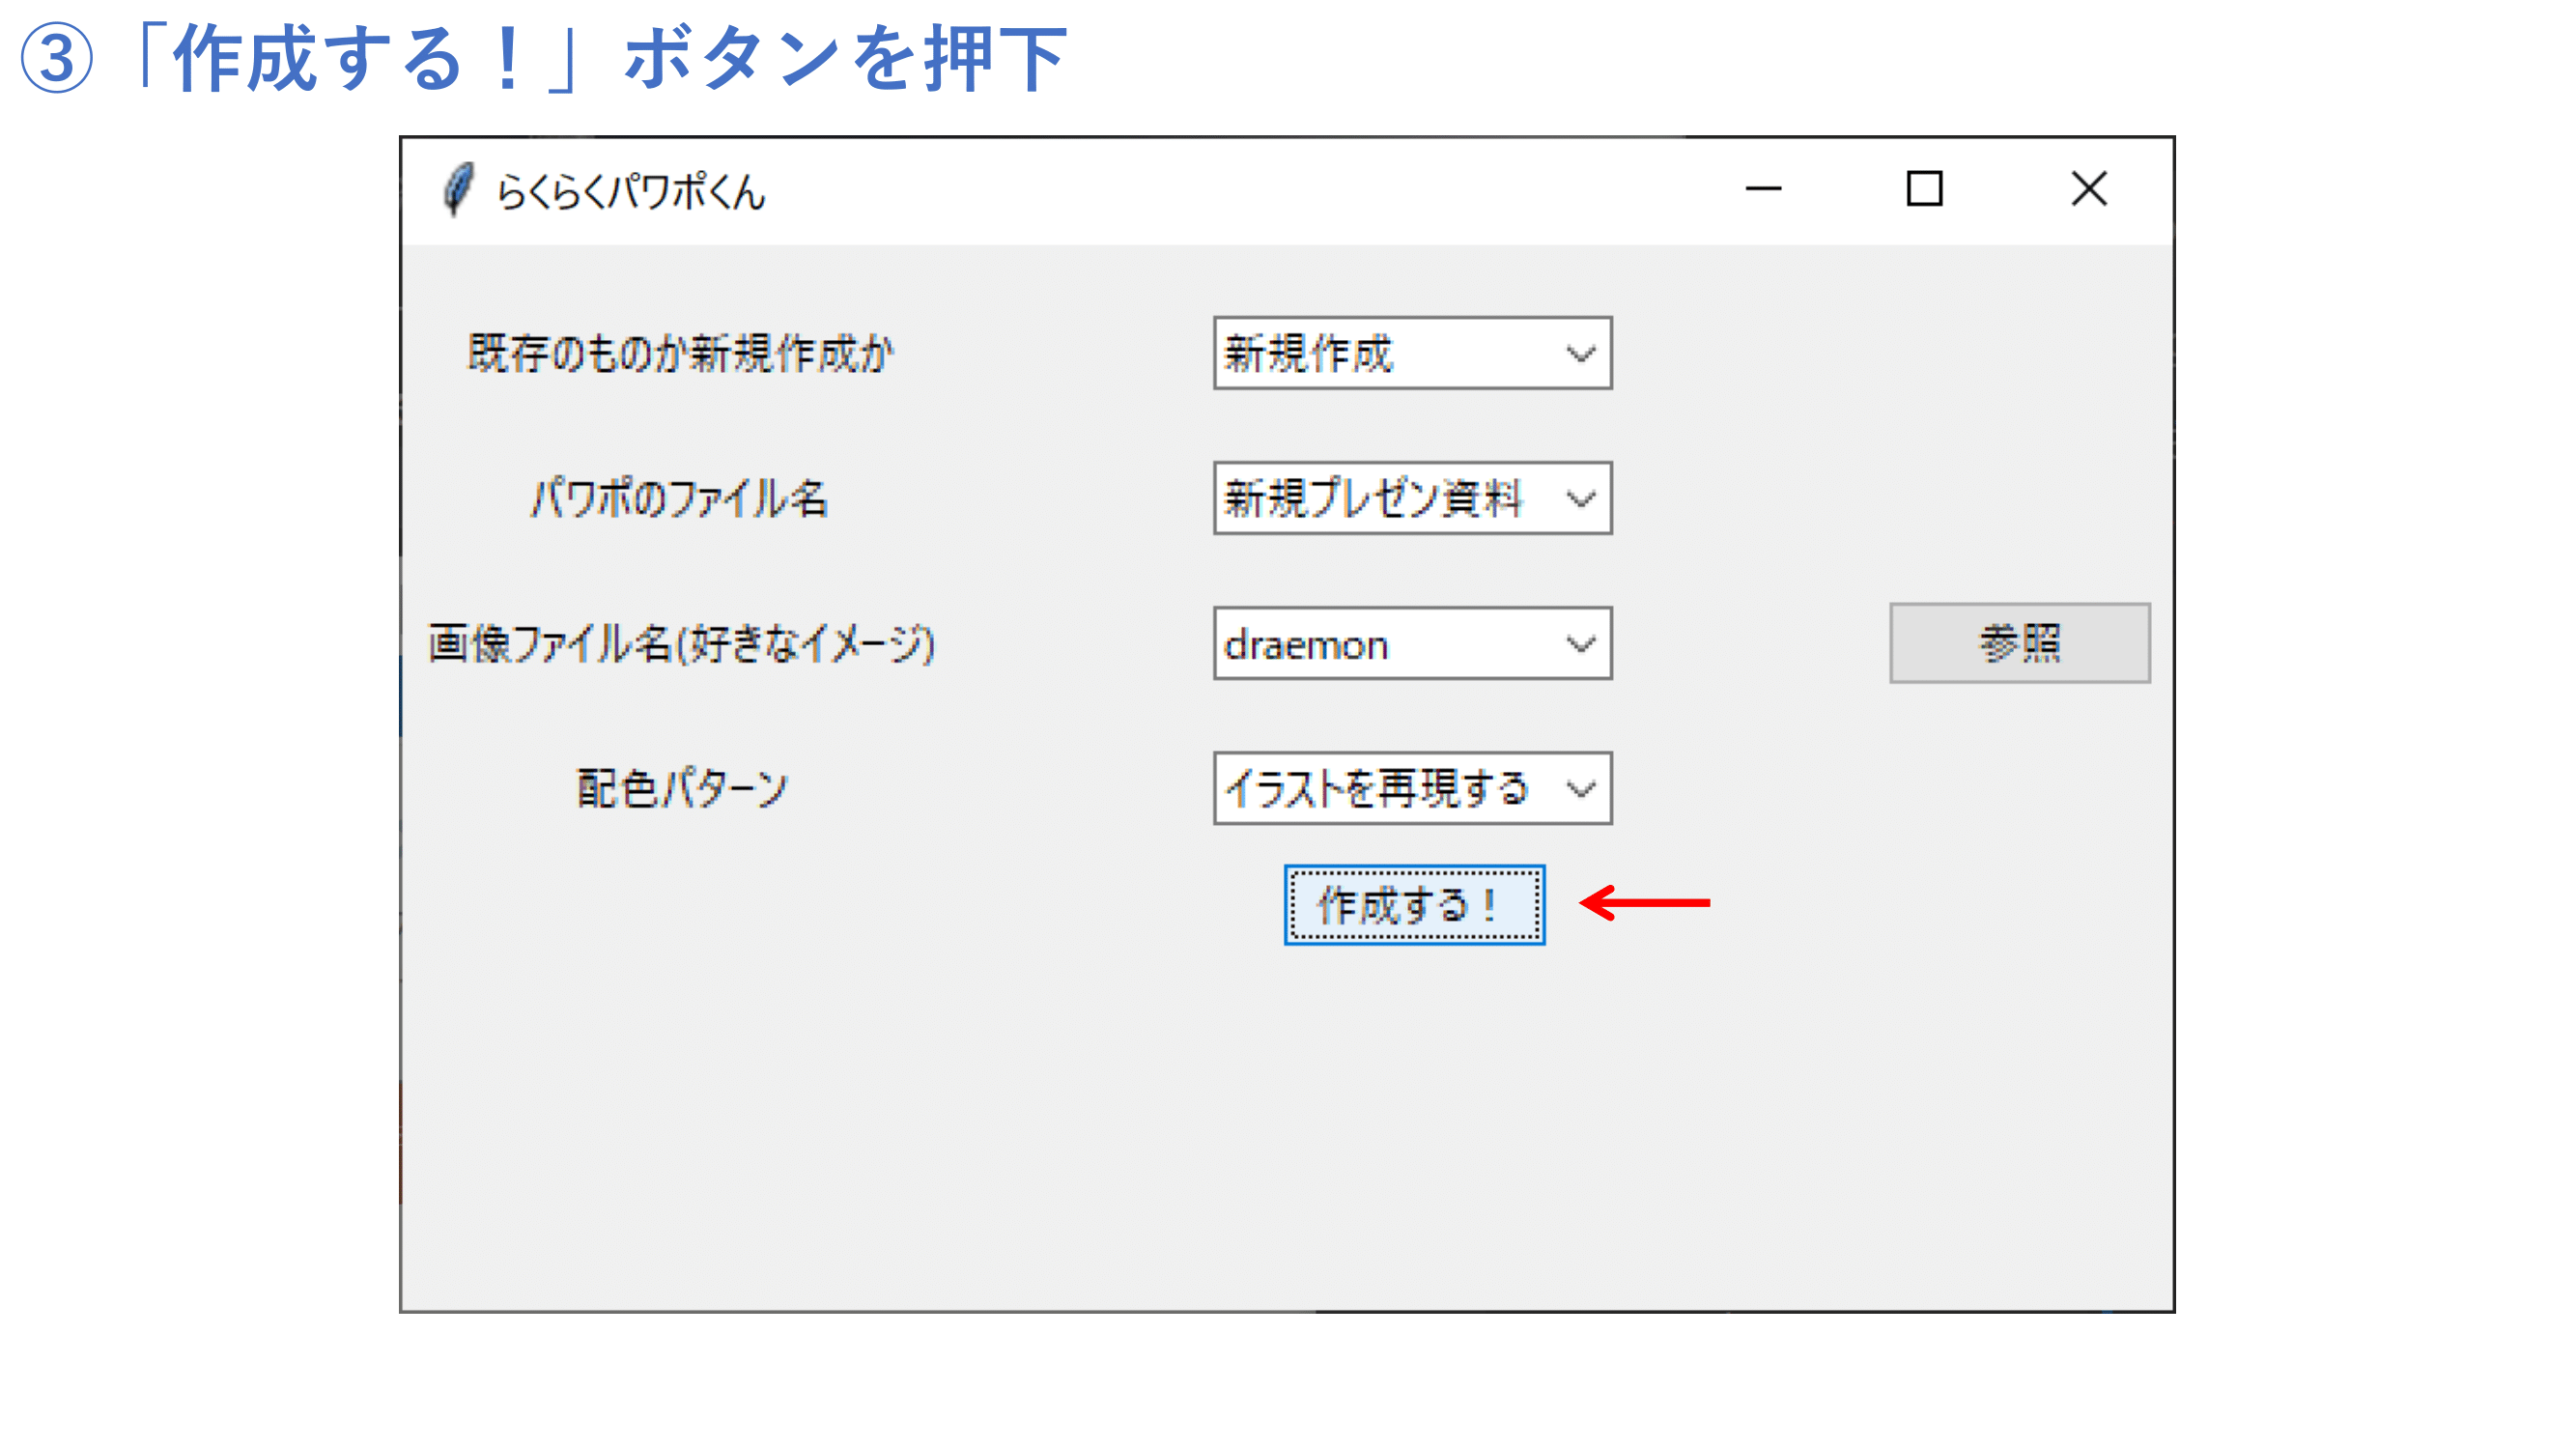 ③「作成する！」ボタンを押下
らくらくパワポくん
既存のものか新規作成か 新規作成
パワポのファイル名 新規プレゼン資料
画像ファイル名(好きなイメージ) draemon 参照
配色パターン イラストを再現する
作成する！